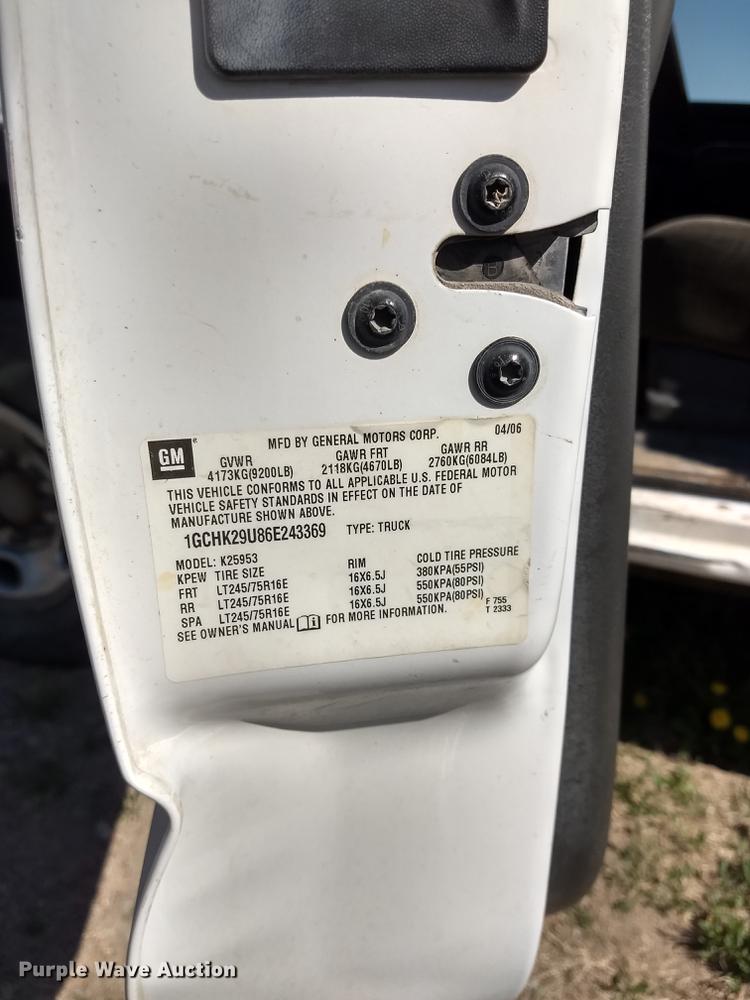 GM
MFD BY GENERAL MOTORS CORP. 04/06
GVWR GAWR FRT GAWR RR
4173KG(9200LB) 2118KG(4670LB) 2760KG(6084LB)
THIS VEHICLE CONFORMS TO ALL APPLICABLE U.S. FEDERAL MOTOR
VEHICLE SAFETY STANDARDS IN EFFECT ON THE DATE OF
MANUFACTURE SHOWN ABOVE.
1GCHK29U86E243369 TYPE: TRUCK
MODEL: K25953
KPEW TIRE SIZE RIM COLD TIRE PRESSURE
FRT LT245/75R16E 16X6.5J 380KPA(55PSI)
RR LT245/75R16E 16X6.5J 550KPA(80PSI)
SPA LT245/75R16E 16X6.5J 550KPA(80PSI)
SEE OWNER'S MANUAL FOR MORE INFORMATION.
F 755
T 2333
Purple Wave Auction